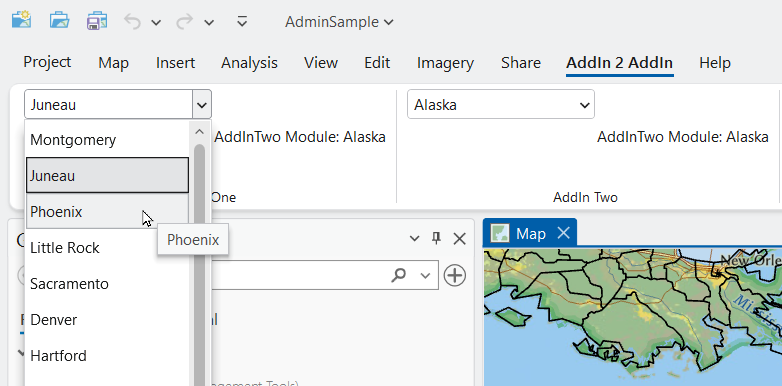 AdminSample
Project Map Insert Analysis View Edit Imagery Share AddIn 2 AddIn Help
Juneau
Alaska
Montgomery
AddInTwo Module: Alaska
AddInTwo Module: Alaska
Juneau
One
AddIn Two
Phoenix
Phoenix
Map
Little Rock
Sacramento
Denver
Hartford
New Orle
Mississ